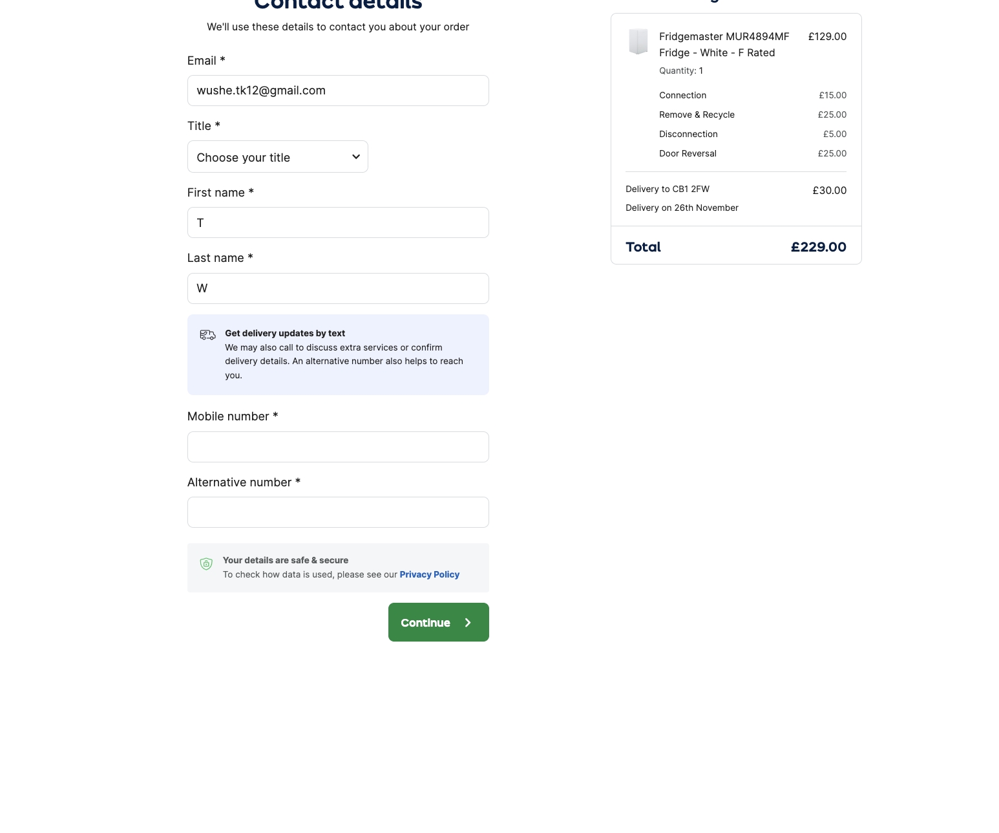 Contact details
We'll use these details to contact you about your order
Email *
wushe.tk12@gmail.com
Title *
Choose your title
First name *
T
Last name *
W
Get delivery updates by text
We may also call to discuss extra services or confirm
delivery details. An alternative number also helps to reach
you.
Mobile number *
Alternative number *
Your details are safe & secure
To check how data is used, please see our Privacy Policy
Continue
Fridgemaster MUR4894MF £129.00
Fridge - White - F Rated
Quantity: 1
Connection £15.00
Remove & Recycle £25.00
Disconnection £5.00
Door Reversal £25.00
Delivery to CB1 2FW £30.00
Delivery on 26th November
Total £229.00